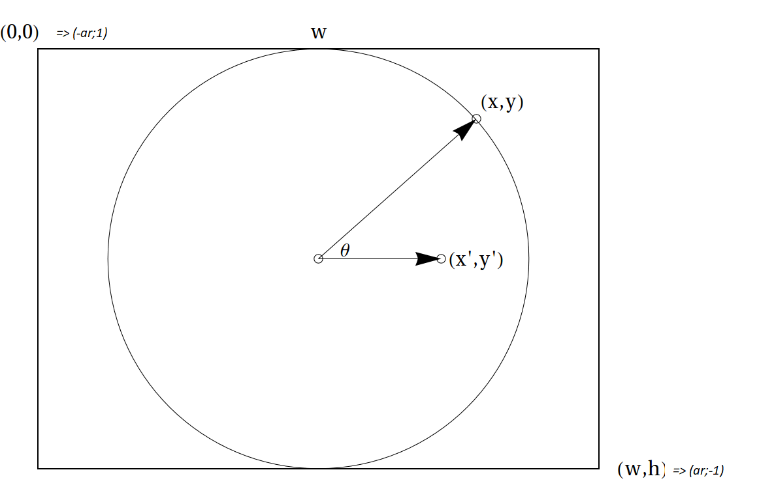 (0,0) => (-ar;1)
w
(x,y)
θ
(x',y')
(w,h) => (ar;-1)